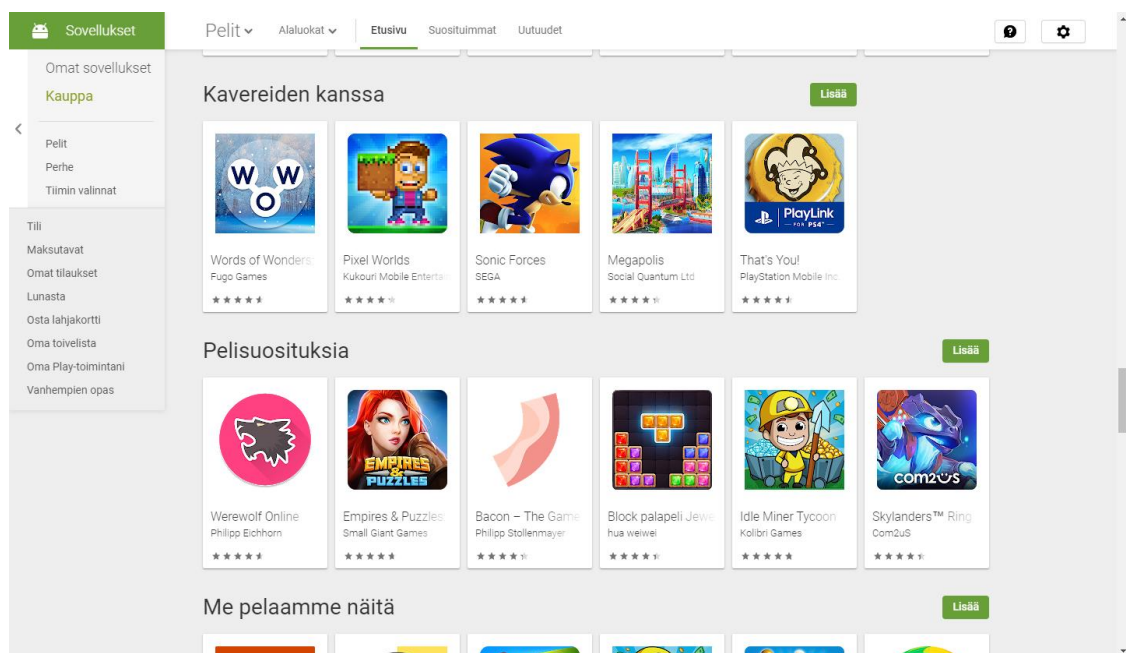 Sovellukset
Pelit
Alaluokat
Etusivu
Suosituimmat
Uutuudet
Omat sovellukset
Kauppa
Pelit
Perhe
Tiimin valinnat
Tili
Maksutavat
Omat tilaukset
Lunasta
Osta lahjakortti
Oma toivelista
Oma Play-toimintani
Vanhempien opas
Kavereiden kanssa
Lisää
W W
O
PlayLink
FOR PS4™
Words of Wonders:
Fugo Games
Pixel Worlds
Kukouri Mobile Enterta
Sonic Forces
SEGA
Megapolis
Social Quantum Ltd
That's You!
PlayStation Mobile Inc
Pelisuosituksia
Lisää
EMPIRES
&
PUZZLES
COM2US
Werewolf Online
Philipp Eichhorn
Empires & Puzzles
Small Giant Games
Bacon – The Game
Philipp Stollenmayer
Block palapeli Jewe
hua weiwei
Idle Miner Tycoon
Kolibri Games
Skylanders™ Ring
Com2uS
Me pelaamme näitä
Lisää